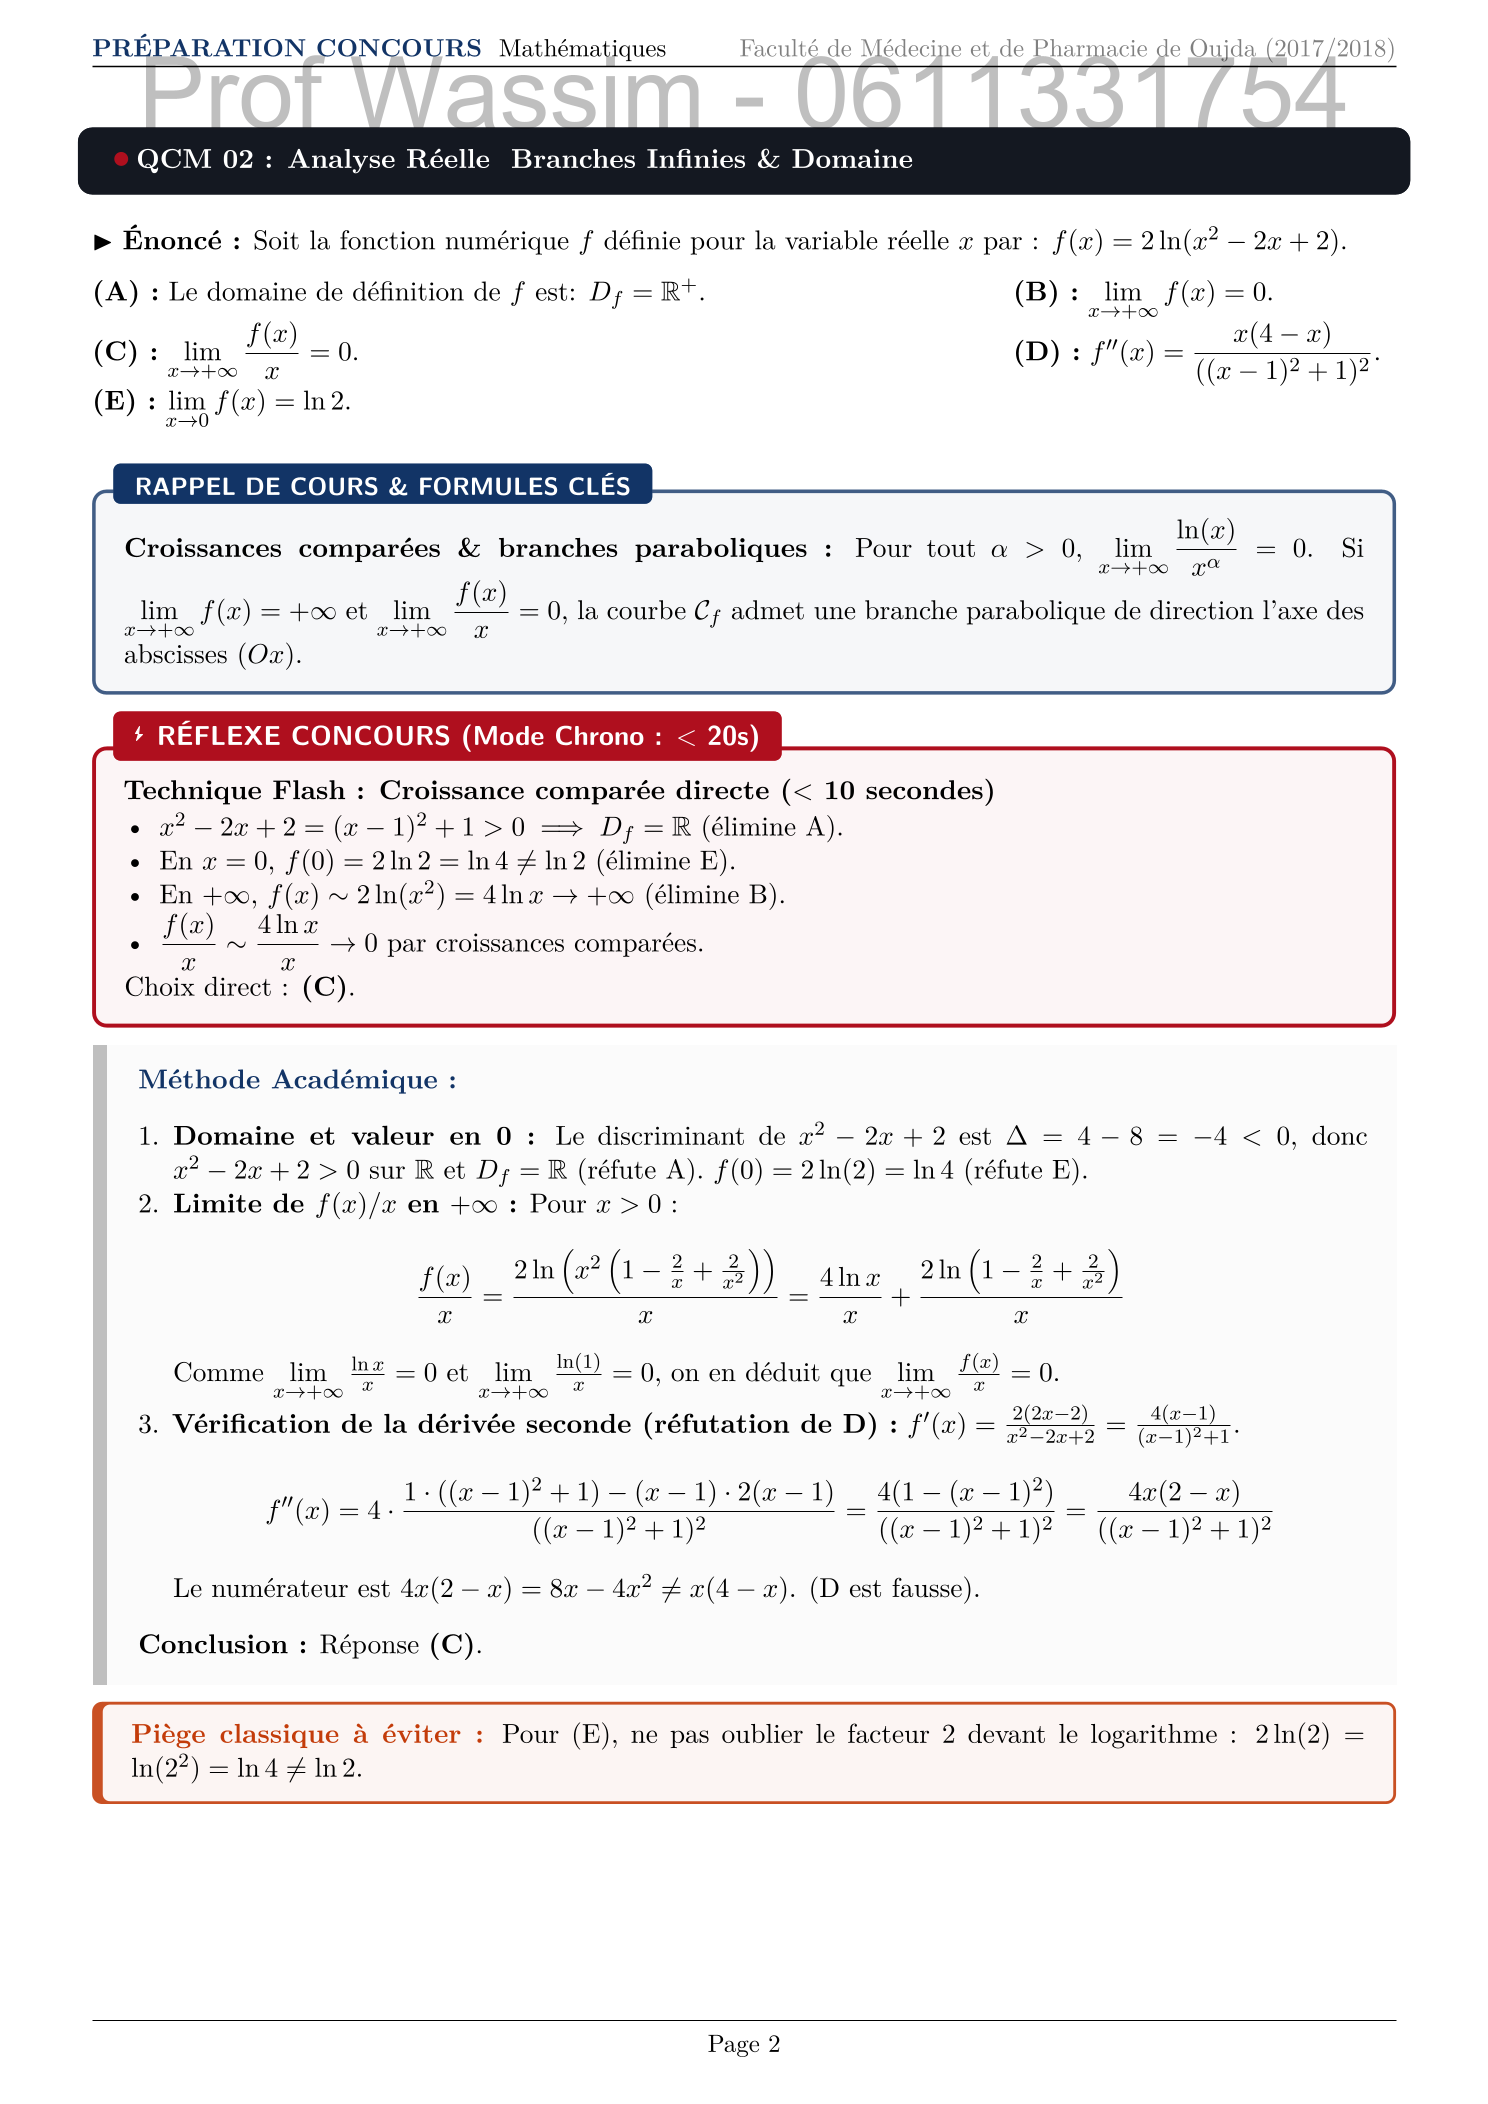 PRÉPARATION CONCOURS Mathématiques Faculté de Médecine et de Pharmacie de Oujda (2017/2018)
Prof Wassim - 0611331754
QCM 02 : Analyse Réelle Branches Infinies & Domaine
▶ Énoncé : Soit la fonction numérique f définie pour la variable réelle x par : f(x) = 2 ln(x² − 2x + 2).
(A) : Le domaine de définition de f est: D_f = ℝ⁺. (B) : lim_{x→+∞} f(x) = 0.
(C) : lim_{x→+∞} f(x)/x = 0. (D) : f''(x) = x(4 − x)/((x − 1)² + 1)².
(E) : lim_{x→0} f(x) = ln 2.
RAPPEL DE COURS & FORMULES CLÉS
Croissances comparées & branches paraboliques : Pour tout α > 0, lim_{x→+∞} ln(x)/x^α = 0. Si
lim_{x→+∞} f(x) = +∞ et lim_{x→+∞} f(x)/x = 0, la courbe 𝒞_f admet une branche parabolique de direction l'axe des
abscisses (Ox).
RÉFLEXE CONCOURS (Mode Chrono : < 20s)
Technique Flash : Croissance comparée directe (< 10 secondes)
• x² − 2x + 2 = (x − 1)² + 1 > 0 ⟹ D_f = ℝ (élimine A).
• En x = 0, f(0) = 2 ln 2 = ln 4 ≠ ln 2 (élimine E).
• En +∞, f(x) ∼ 2 ln(x²) = 4 ln x → +∞ (élimine B).
• f(x)/x ∼ 4 ln x/x → 0 par croissances comparées.
Choix direct : (C).
Méthode Académique :
1. Domaine et valeur en 0 : Le discriminant de x² − 2x + 2 est Δ = 4 − 8 = −4 < 0, donc
x² − 2x + 2 > 0 sur ℝ et D_f = ℝ (réfute A). f(0) = 2 ln(2) = ln 4 (réfute E).
2. Limite de f(x)/x en +∞ : Pour x > 0 :
f(x)/x = 2 ln(x²(1 − 2/x + 2/x²))/x = 4 ln x/x + 2 ln(1 − 2/x + 2/x²)/x
Comme lim_{x→+∞} ln x/x = 0 et lim_{x→+∞} ln(1)/x = 0, on en déduit que lim_{x→+∞} f(x)/x = 0.
3. Vérification de la dérivée seconde (réfutation de D) : f'(x) = 2(2x−2)/(x²−2x+2) = 4(x−1)/((x−1)²+1).
f''(x) = 4 · (1 · ((x − 1)² + 1) − (x − 1) · 2(x − 1))/((x − 1)² + 1)² = 4(1 − (x − 1)²)/((x − 1)² + 1)² = 4x(2 − x)/((x − 1)² + 1)²
Le numérateur est 4x(2 − x) = 8x − 4x² ≠ x(4 − x). (D est fausse).
Conclusion : Réponse (C).
Piège classique à éviter : Pour (E), ne pas oublier le facteur 2 devant le logarithme : 2 ln(2) =
ln(2²) = ln 4 ≠ ln 2.
Page 2